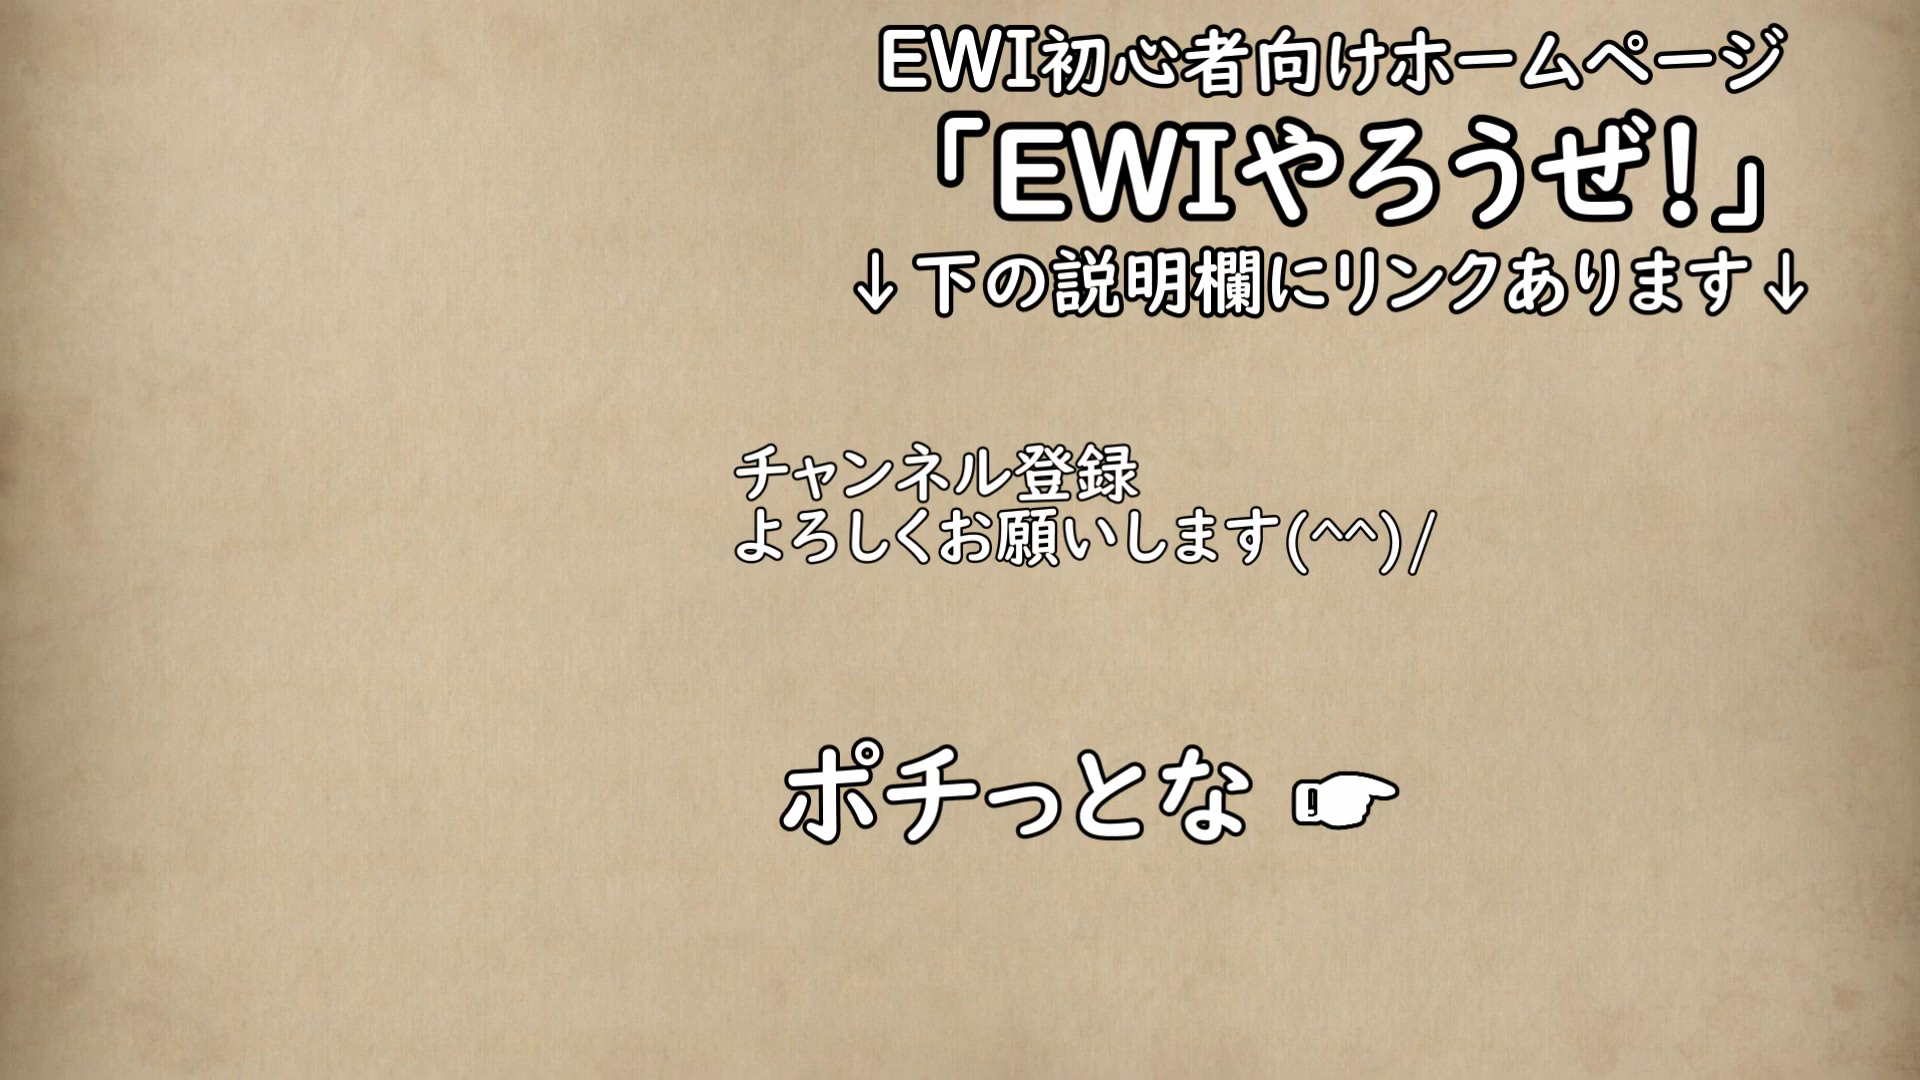 EWI初心者向けホームページ
「EWIやろうぜ！」
↓下の説明欄にリンクあります↓
チャンネル登録
よろしくお願いします(^^)/
ポチっとな ☞